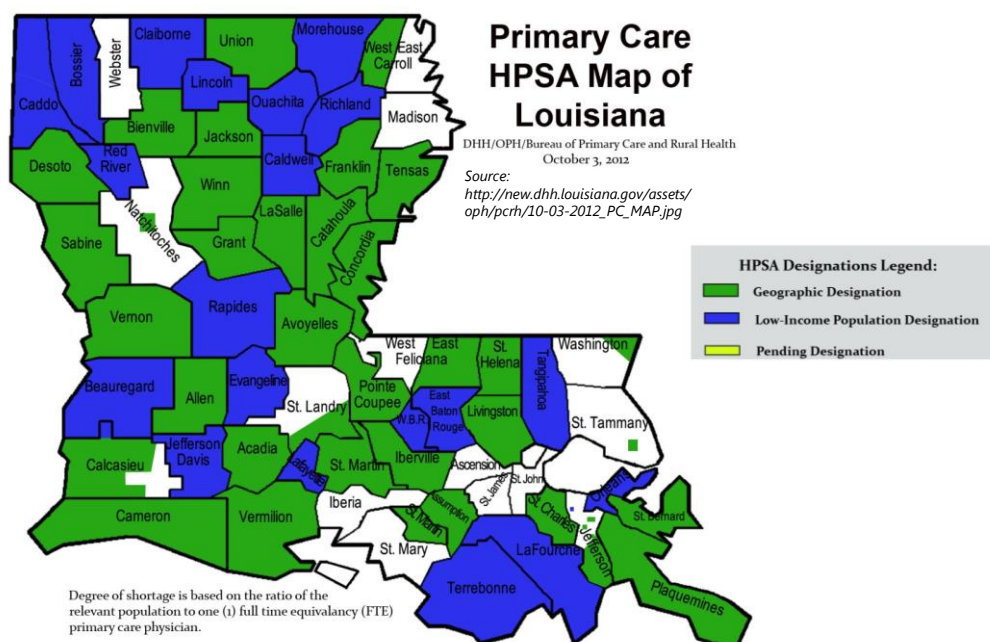 Primary Care
HPSA Map of
Louisiana
DHH/OPH/Bureau of Primary Care and Rural Health
October 3, 2012
Source:
http://new.dhh.louisiana.gov/assets/
oph/pcrh/10-03-2012_PC_MAP.jpg
HPSA Designations Legend:
Geographic Designation
Low-Income Population Designation
Pending Designation
Caddo
Bossier
Webster
Claiborne
Union
Morehouse
West
East
Carroll
Lincoln
Ouachita
Richland
Madison
Bienville
Jackson
Desoto
Red
River
Caldwell
Franklin
Tensas
Winn
Natchitoches
LaSalle
Catahoula
Sabine
Grant
Concordia
Rapides
Vernon
Avoyelles
West
Feliciana
East
St.
Helena
Tangipahoa
Washington
Beauregard
Allen
Evangeline
St. Landry
Pointe
Coupee
W.B.R.
East
Baton
Rouge
Livingston
St. Tammany
Calcasieu
Jefferson
Davis
Acadia
Lafayette
St. Martin
Iberville
Ascension
St. James
St. John
Orleans
Cameron
Vermilion
Iberia
St. Martin
Assumption
St. Charles
Jefferson
St. Bernard
St. Mary
LaFourche
Terrebonne
Plaquemines
Degree of shortage is based on the ratio of the
relevant population to one (1) full time equivalancy (FTE)
primary care physician.